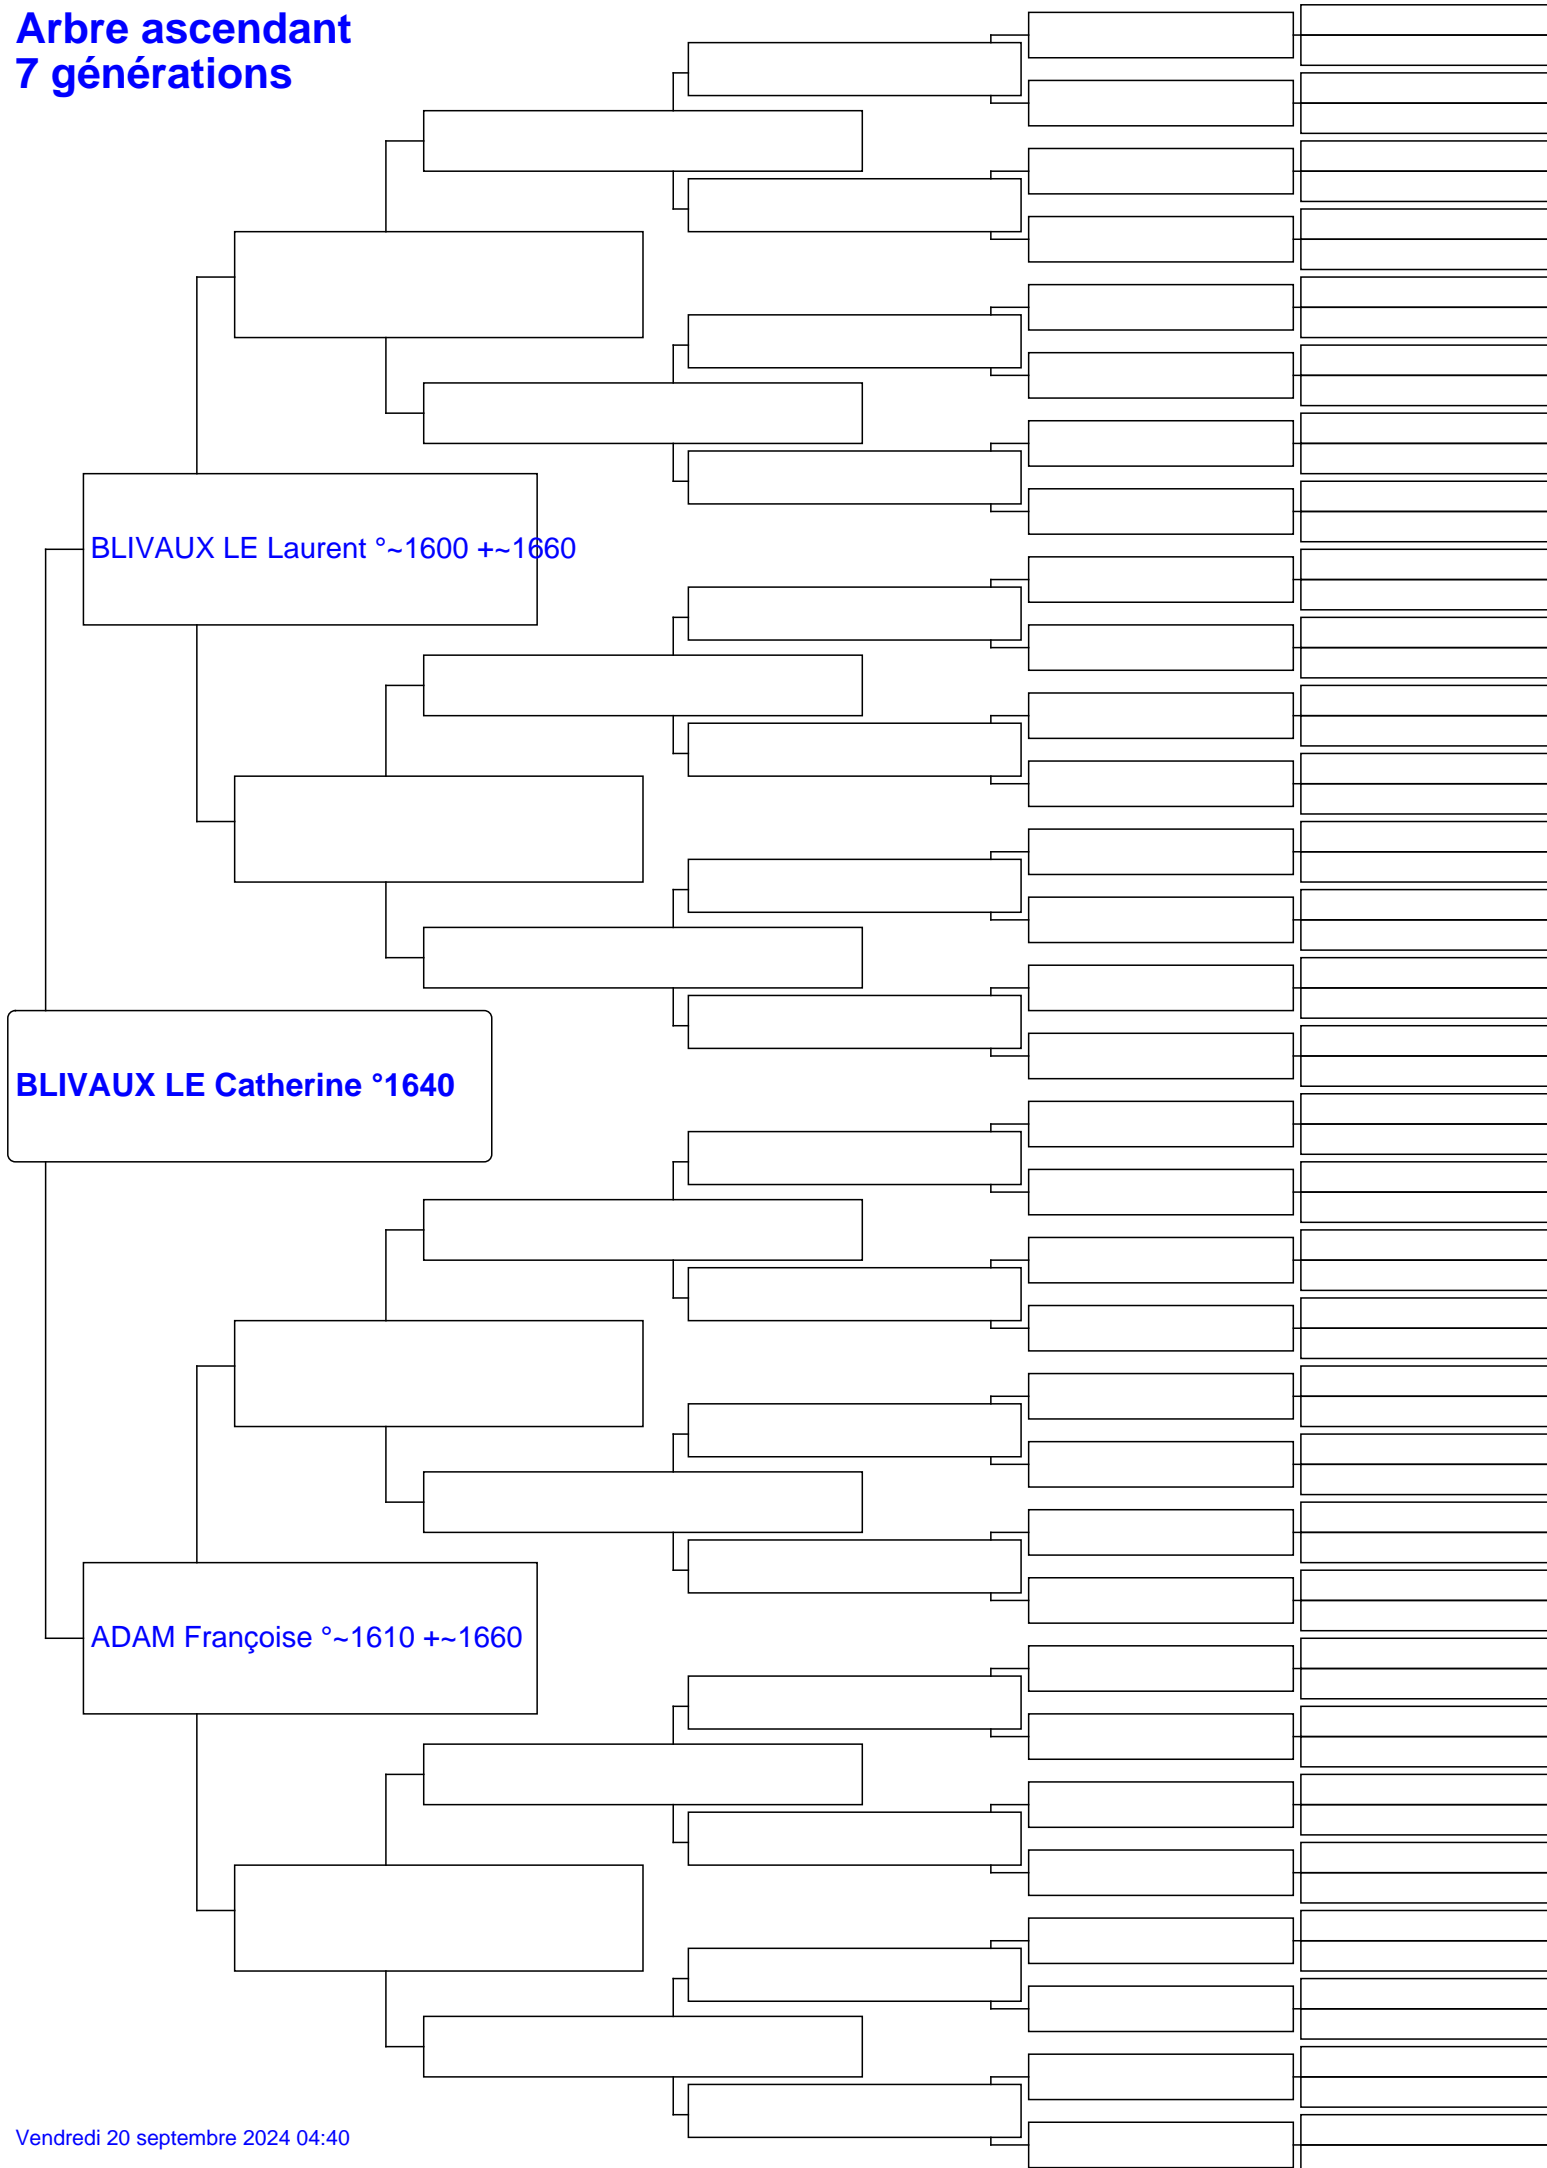 Arbre ascendant
7 générations
BLIVAUX LE Laurent °~1600 +~1660
BLIVAUX LE Catherine °1640
ADAM Françoise °~1610 +~1660
Vendredi 20 septembre 2024 04:40